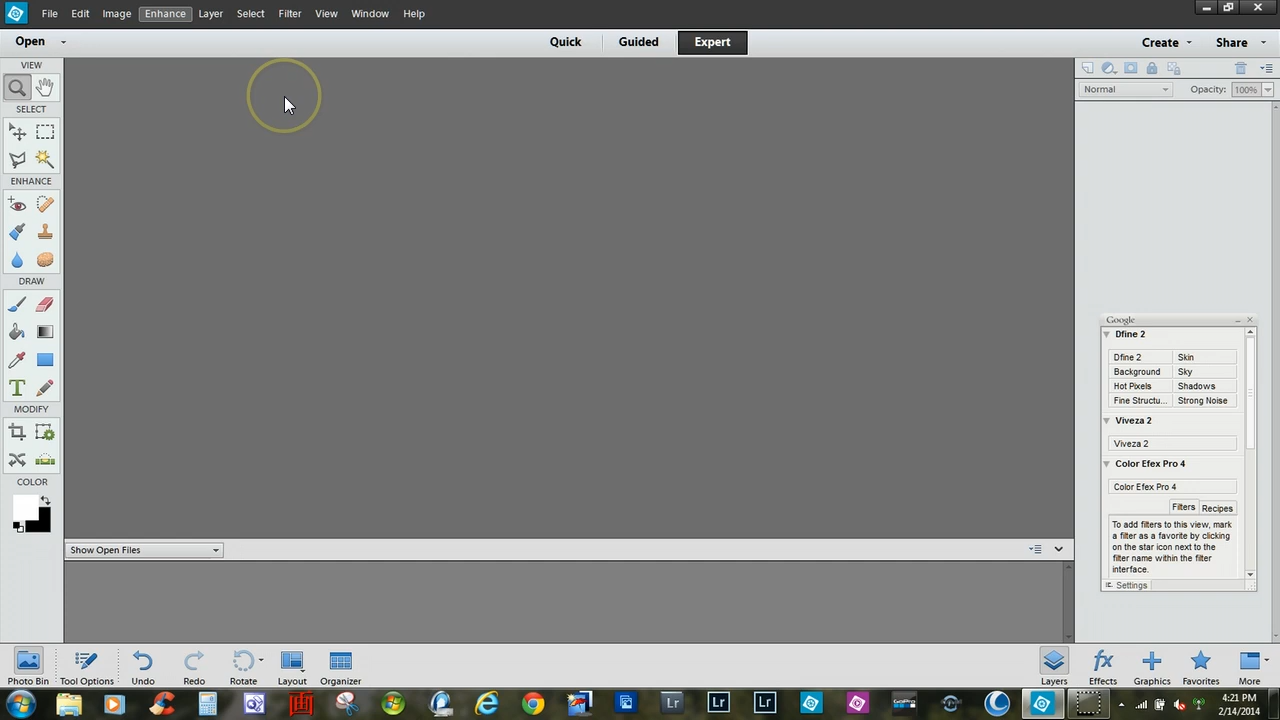 File Edit Image Enhance Layer Select Filter View Window Help
Open Quick Guided Expert Create Share
VIEW
Normal Opacity: 100%
SELECT
ENHANCE
DRAW
T
MODIFY
COLOR
Google
Dfine 2
Dfine 2 Skin
Background Sky
Hot Pixels Shadows
Fine Structu... Strong Noise
Viveza 2
Viveza 2
Color Efex Pro 4
Color Efex Pro 4
Filters Recipes
To add filters to this view, mark
a filter as a favorite by clicking
on the star icon next to the
filter name within the filter
interface.
Settings
Show Open Files
Photo Bin Tool Options Undo Redo Rotate Layout Organizer Layers fx Effects Graphics Favorites More
Lr Lr Lr
4:21 PM
2/14/2014